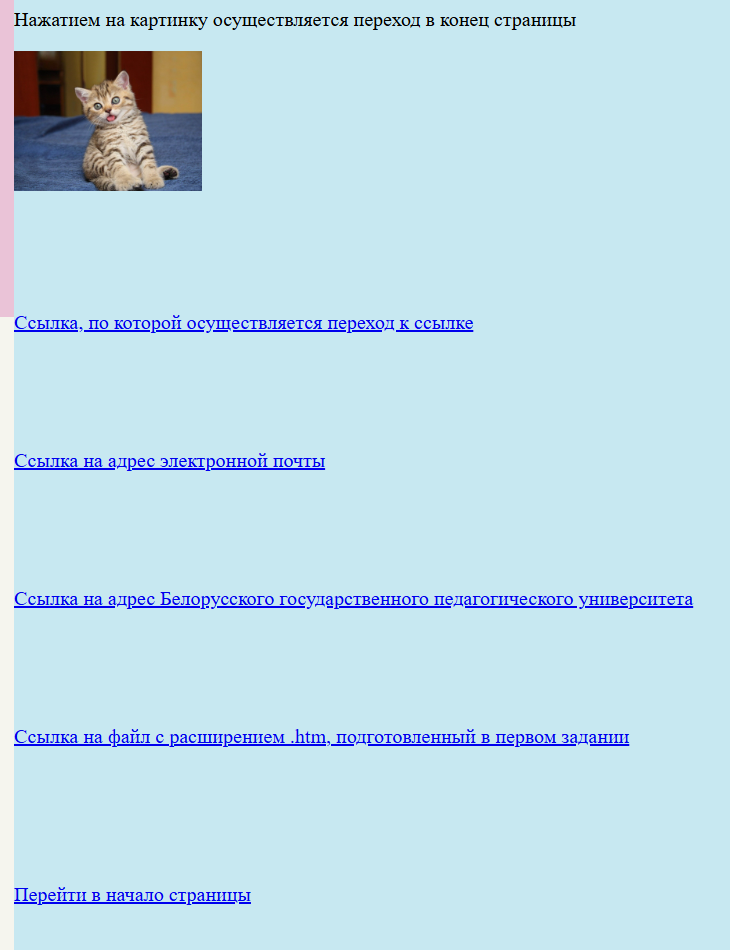 Нажатием на картинку осуществляется переход в конец страницы
Ссылка, по которой осуществляется переход к ссылке
Ссылка на адрес электронной почты
Ссылка на адрес Белорусского государственного педагогического университета
Ссылка на файл с расширением .htm, подготовленный в первом задании
Перейти в начало страницы